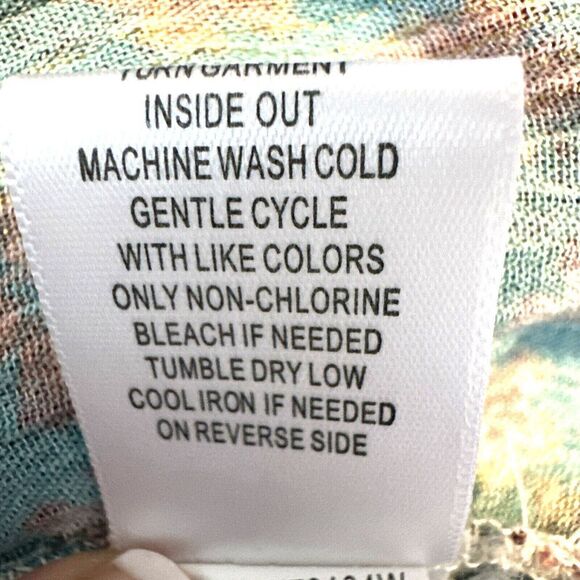 TURN GARMENT
INSIDE OUT
MACHINE WASH COLD
GENTLE CYCLE
WITH LIKE COLORS
ONLY NON-CHLORINE
BLEACH IF NEEDED
TUMBLE DRY LOW
COOL IRON IF NEEDED
ON REVERSE SIDE